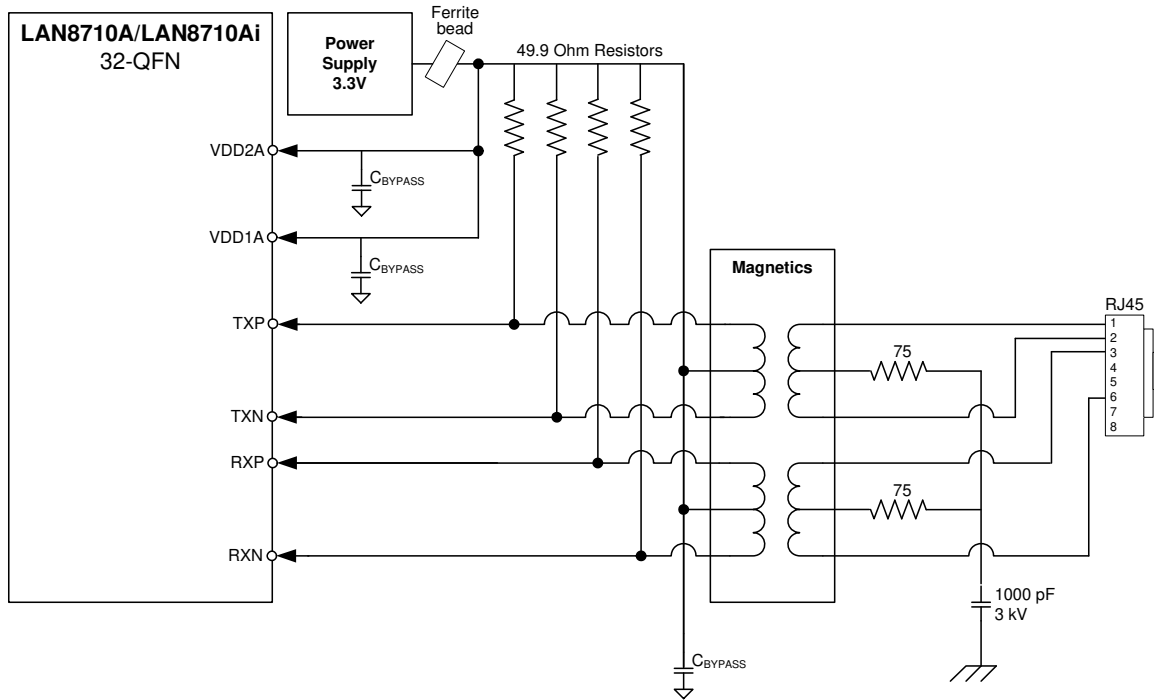 LAN8710A/LAN8710Ai
32-QFN
Power
Supply
3.3V
Ferrite
bead
49.9 Ohm Resistors
VDD2A
CBYPASS
VDD1A
CBYPASS
Magnetics
TXP
RJ45
1
2
3
4
5
6
7
8
75
TXN
RXP
75
RXN
1000 pF
3 kV
CBYPASS